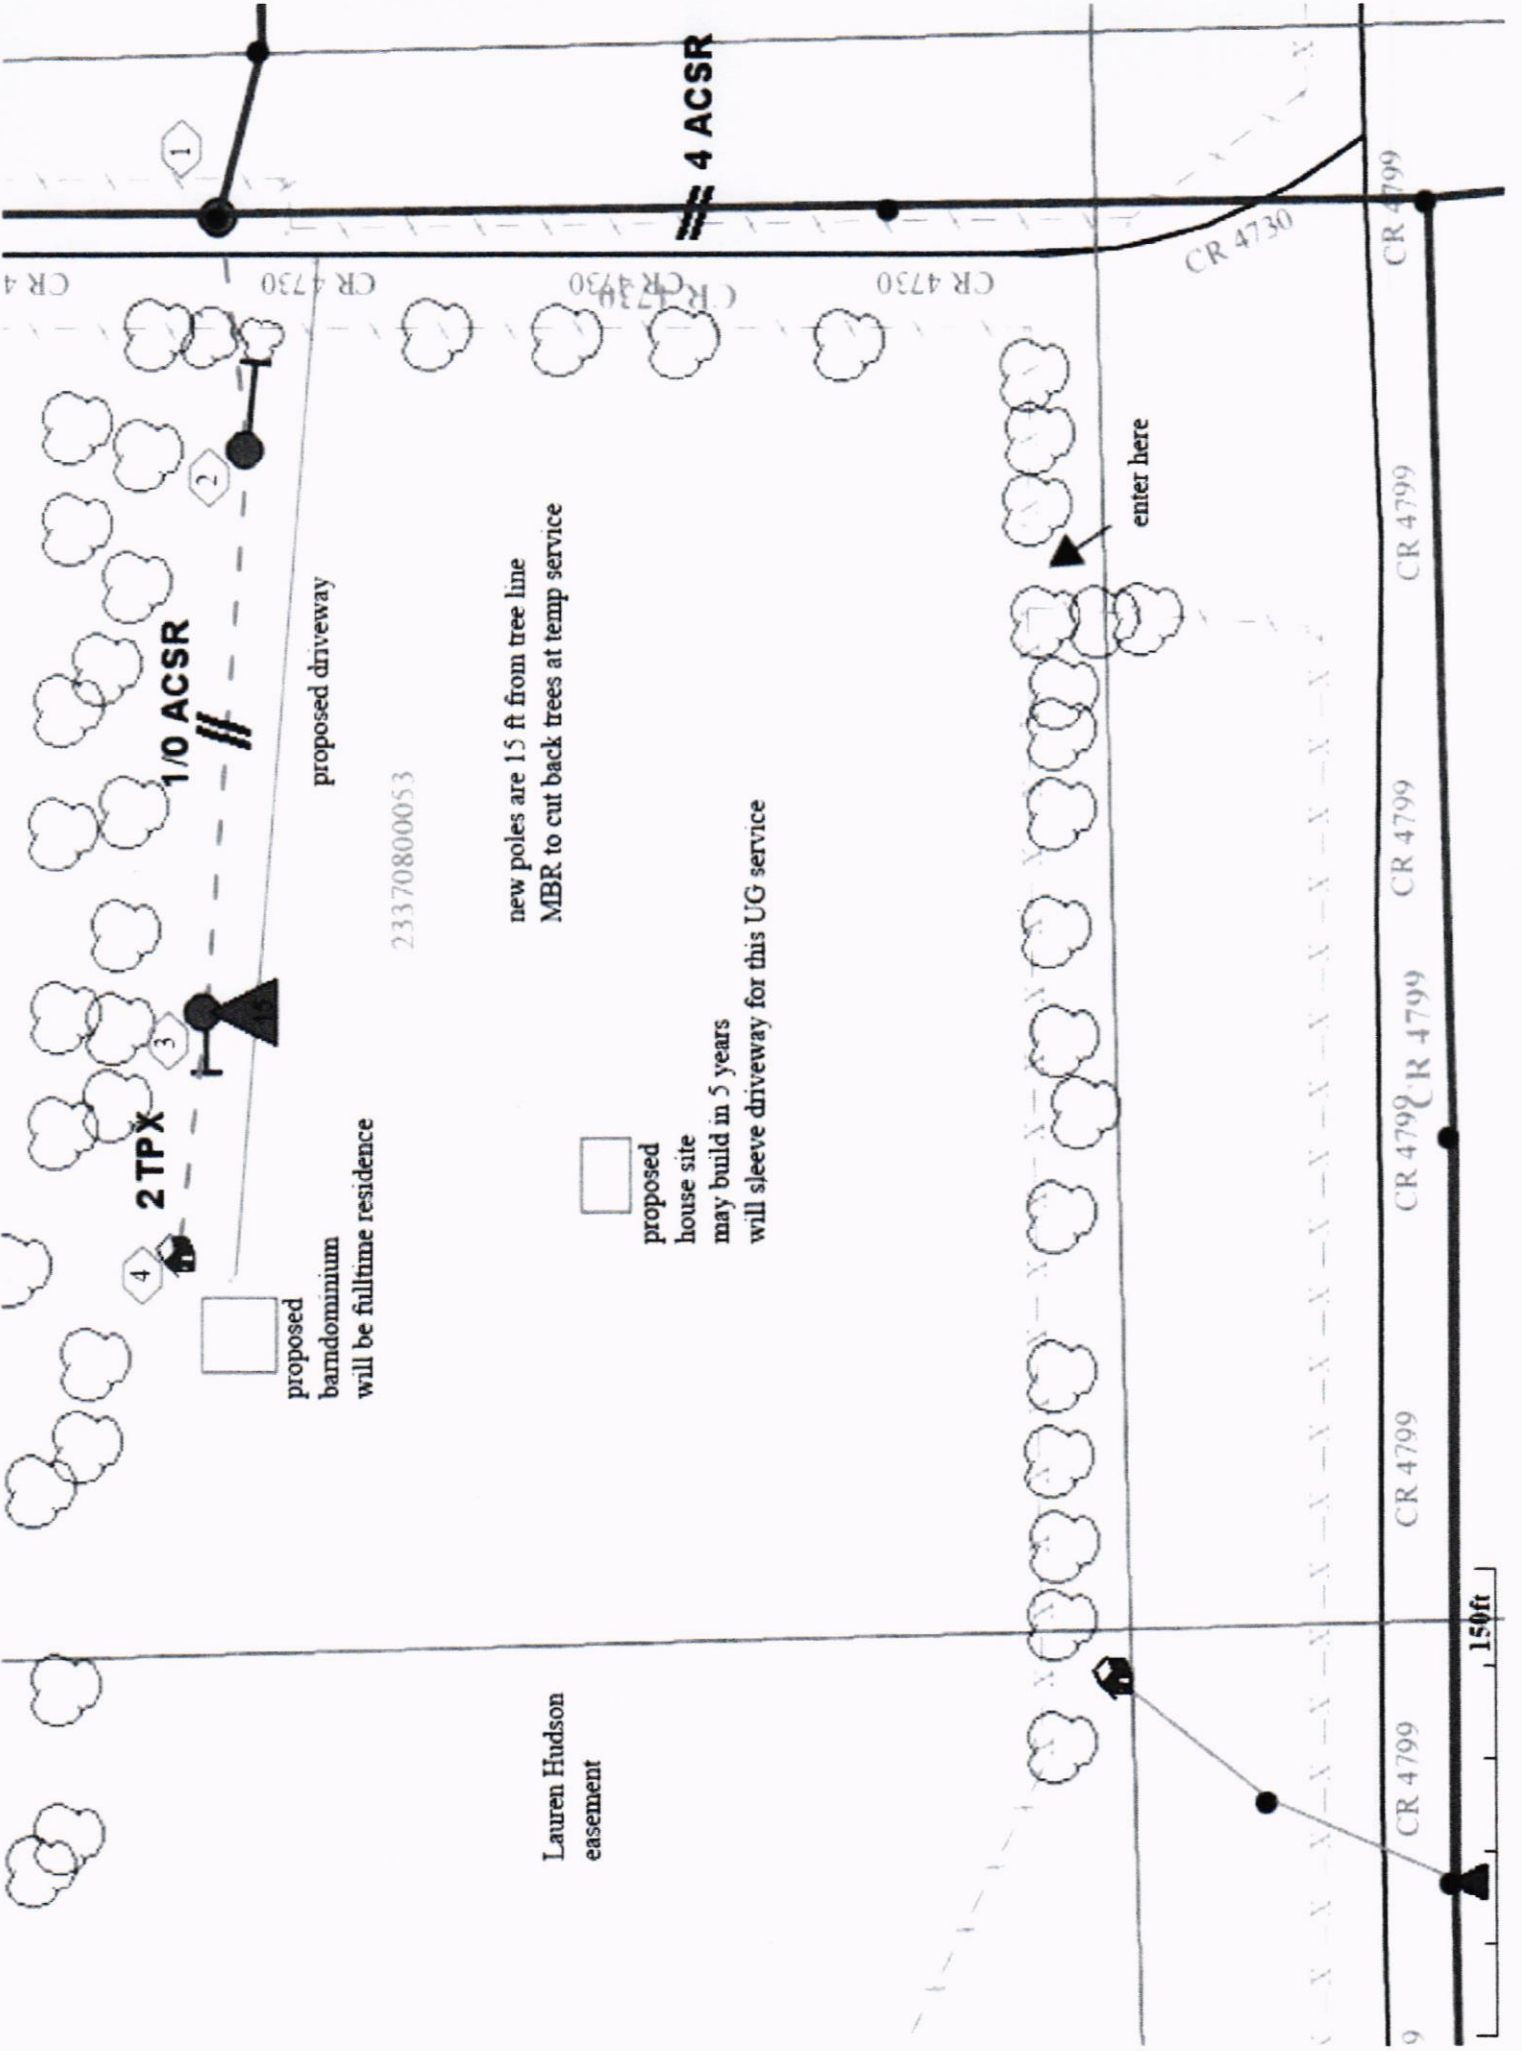 1
4 ACSR
CR 4799
CR 4730
CR 4
CR 4730
CR 4730
CR 4730
CR 4730
2
enter here
CR 4799
1/0 ACSR
proposed driveway
23370800053
new poles are 15 ft from tree line
MBR to cut back trees at temp service
CR 4799
3
15
2 TPX
4
proposed
barndominium
will be fulltime residence
proposed
house site
may build in 5 years
will sleeve driveway for this UG service
CR 4799
CR 4799
CR 4799
Lauren Hudson
easement
CR 4799
150ft
9